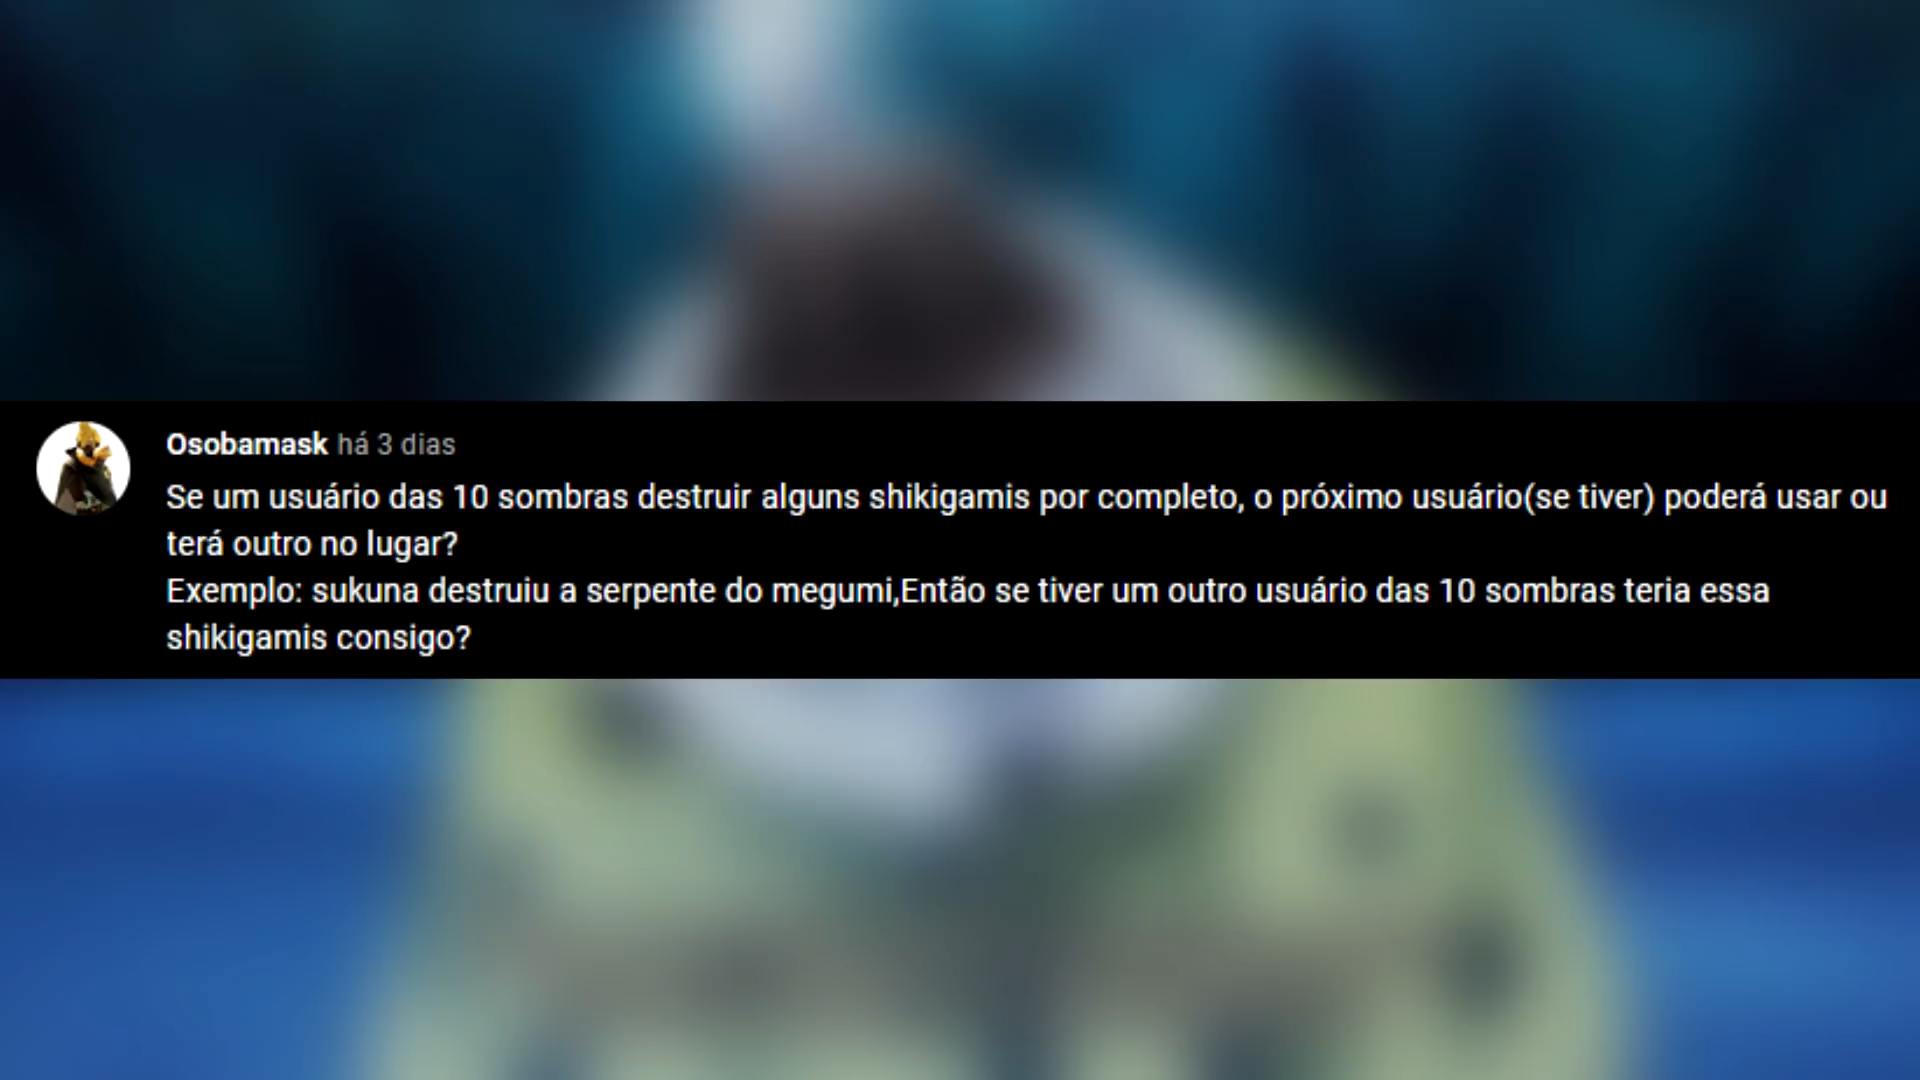 Osobamask há 3 dias
Se um usuário das 10 sombras destruir alguns shikigamis por completo, o próximo usuário(se tiver) poderá usar ou
terá outro no lugar?
Exemplo: sukuna destruiu a serpente do megumi,Então se tiver um outro usuário das 10 sombras teria essa
shikigamis consigo?